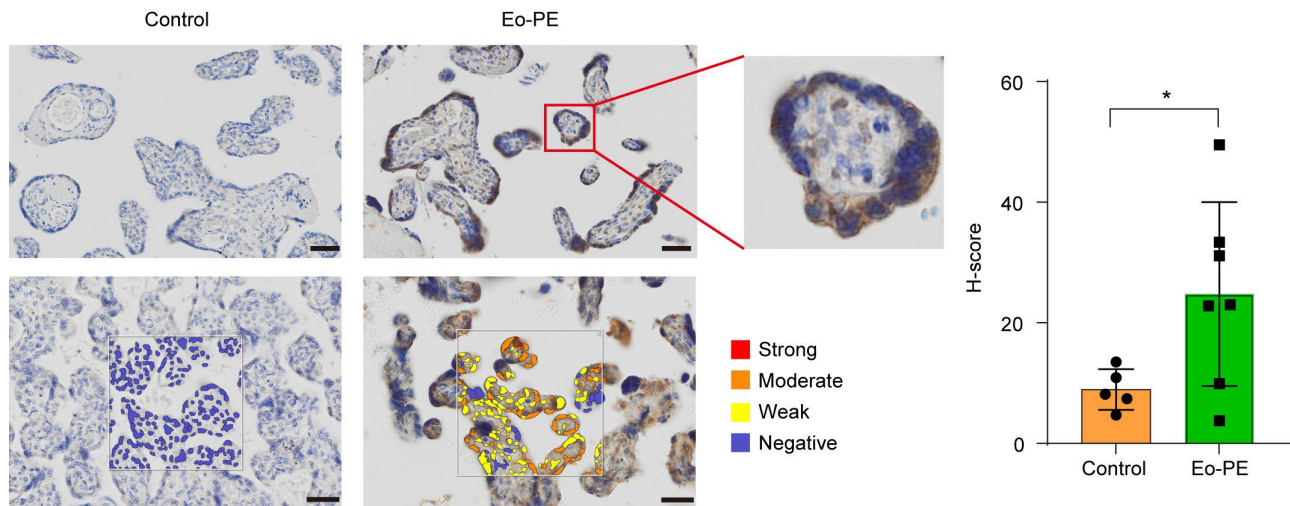 Control
Eo-PE
Strong
Moderate
Weak
Negative
*
H-score
60
40
20
0
Control
Eo-PE